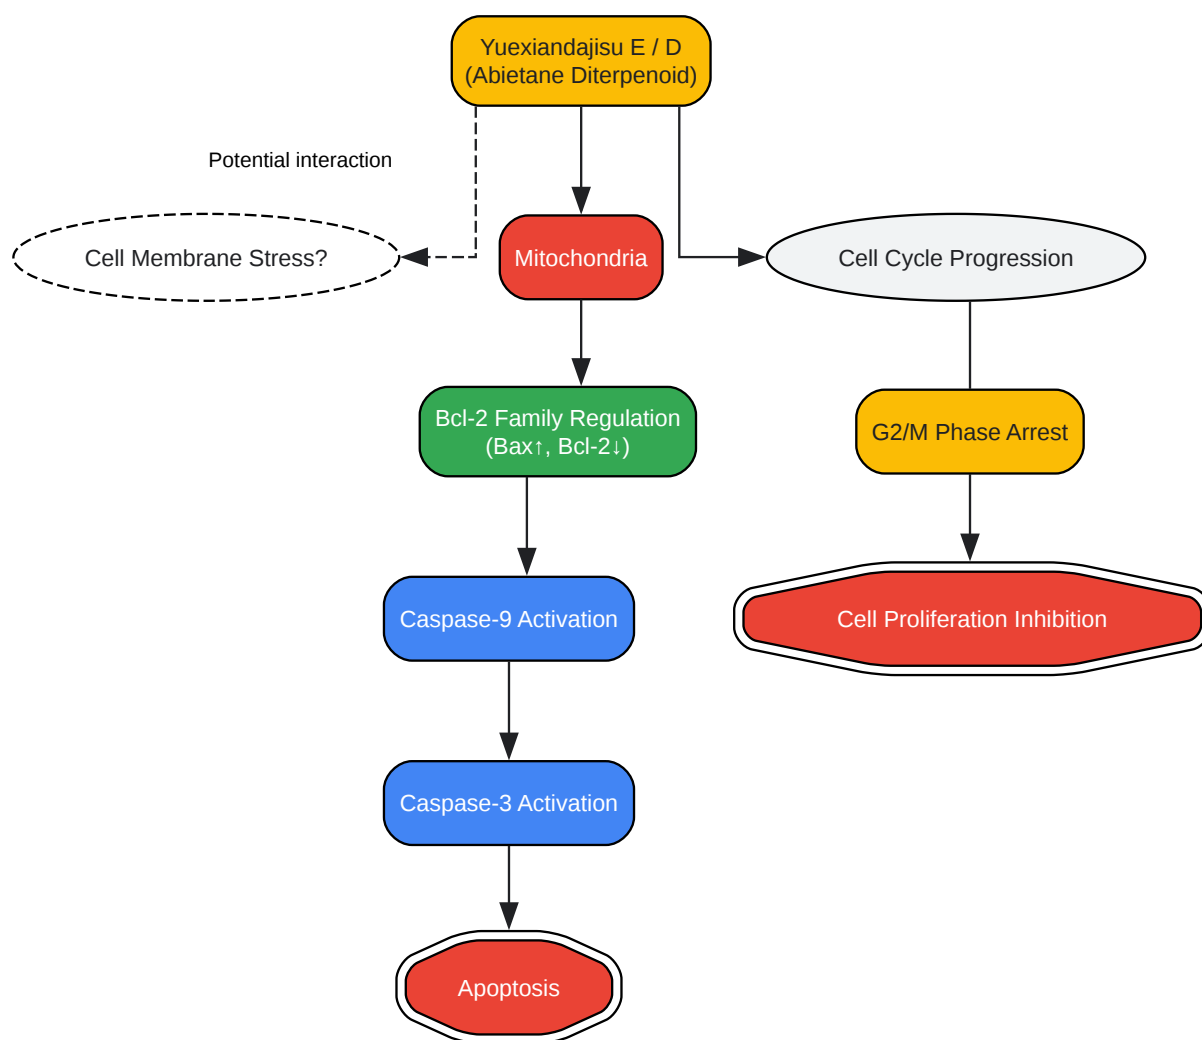 Yuexiandajisu E / D
(Abietane Diterpenoid)
Potential interaction
Cell Membrane Stress?
Mitochondria
Cell Cycle Progression
Bcl-2 Family Regulation
(Bax↑, Bcl-2↓)
G2/M Phase Arrest
Caspase-9 Activation
Cell Proliferation Inhibition
Caspase-3 Activation
Apoptosis